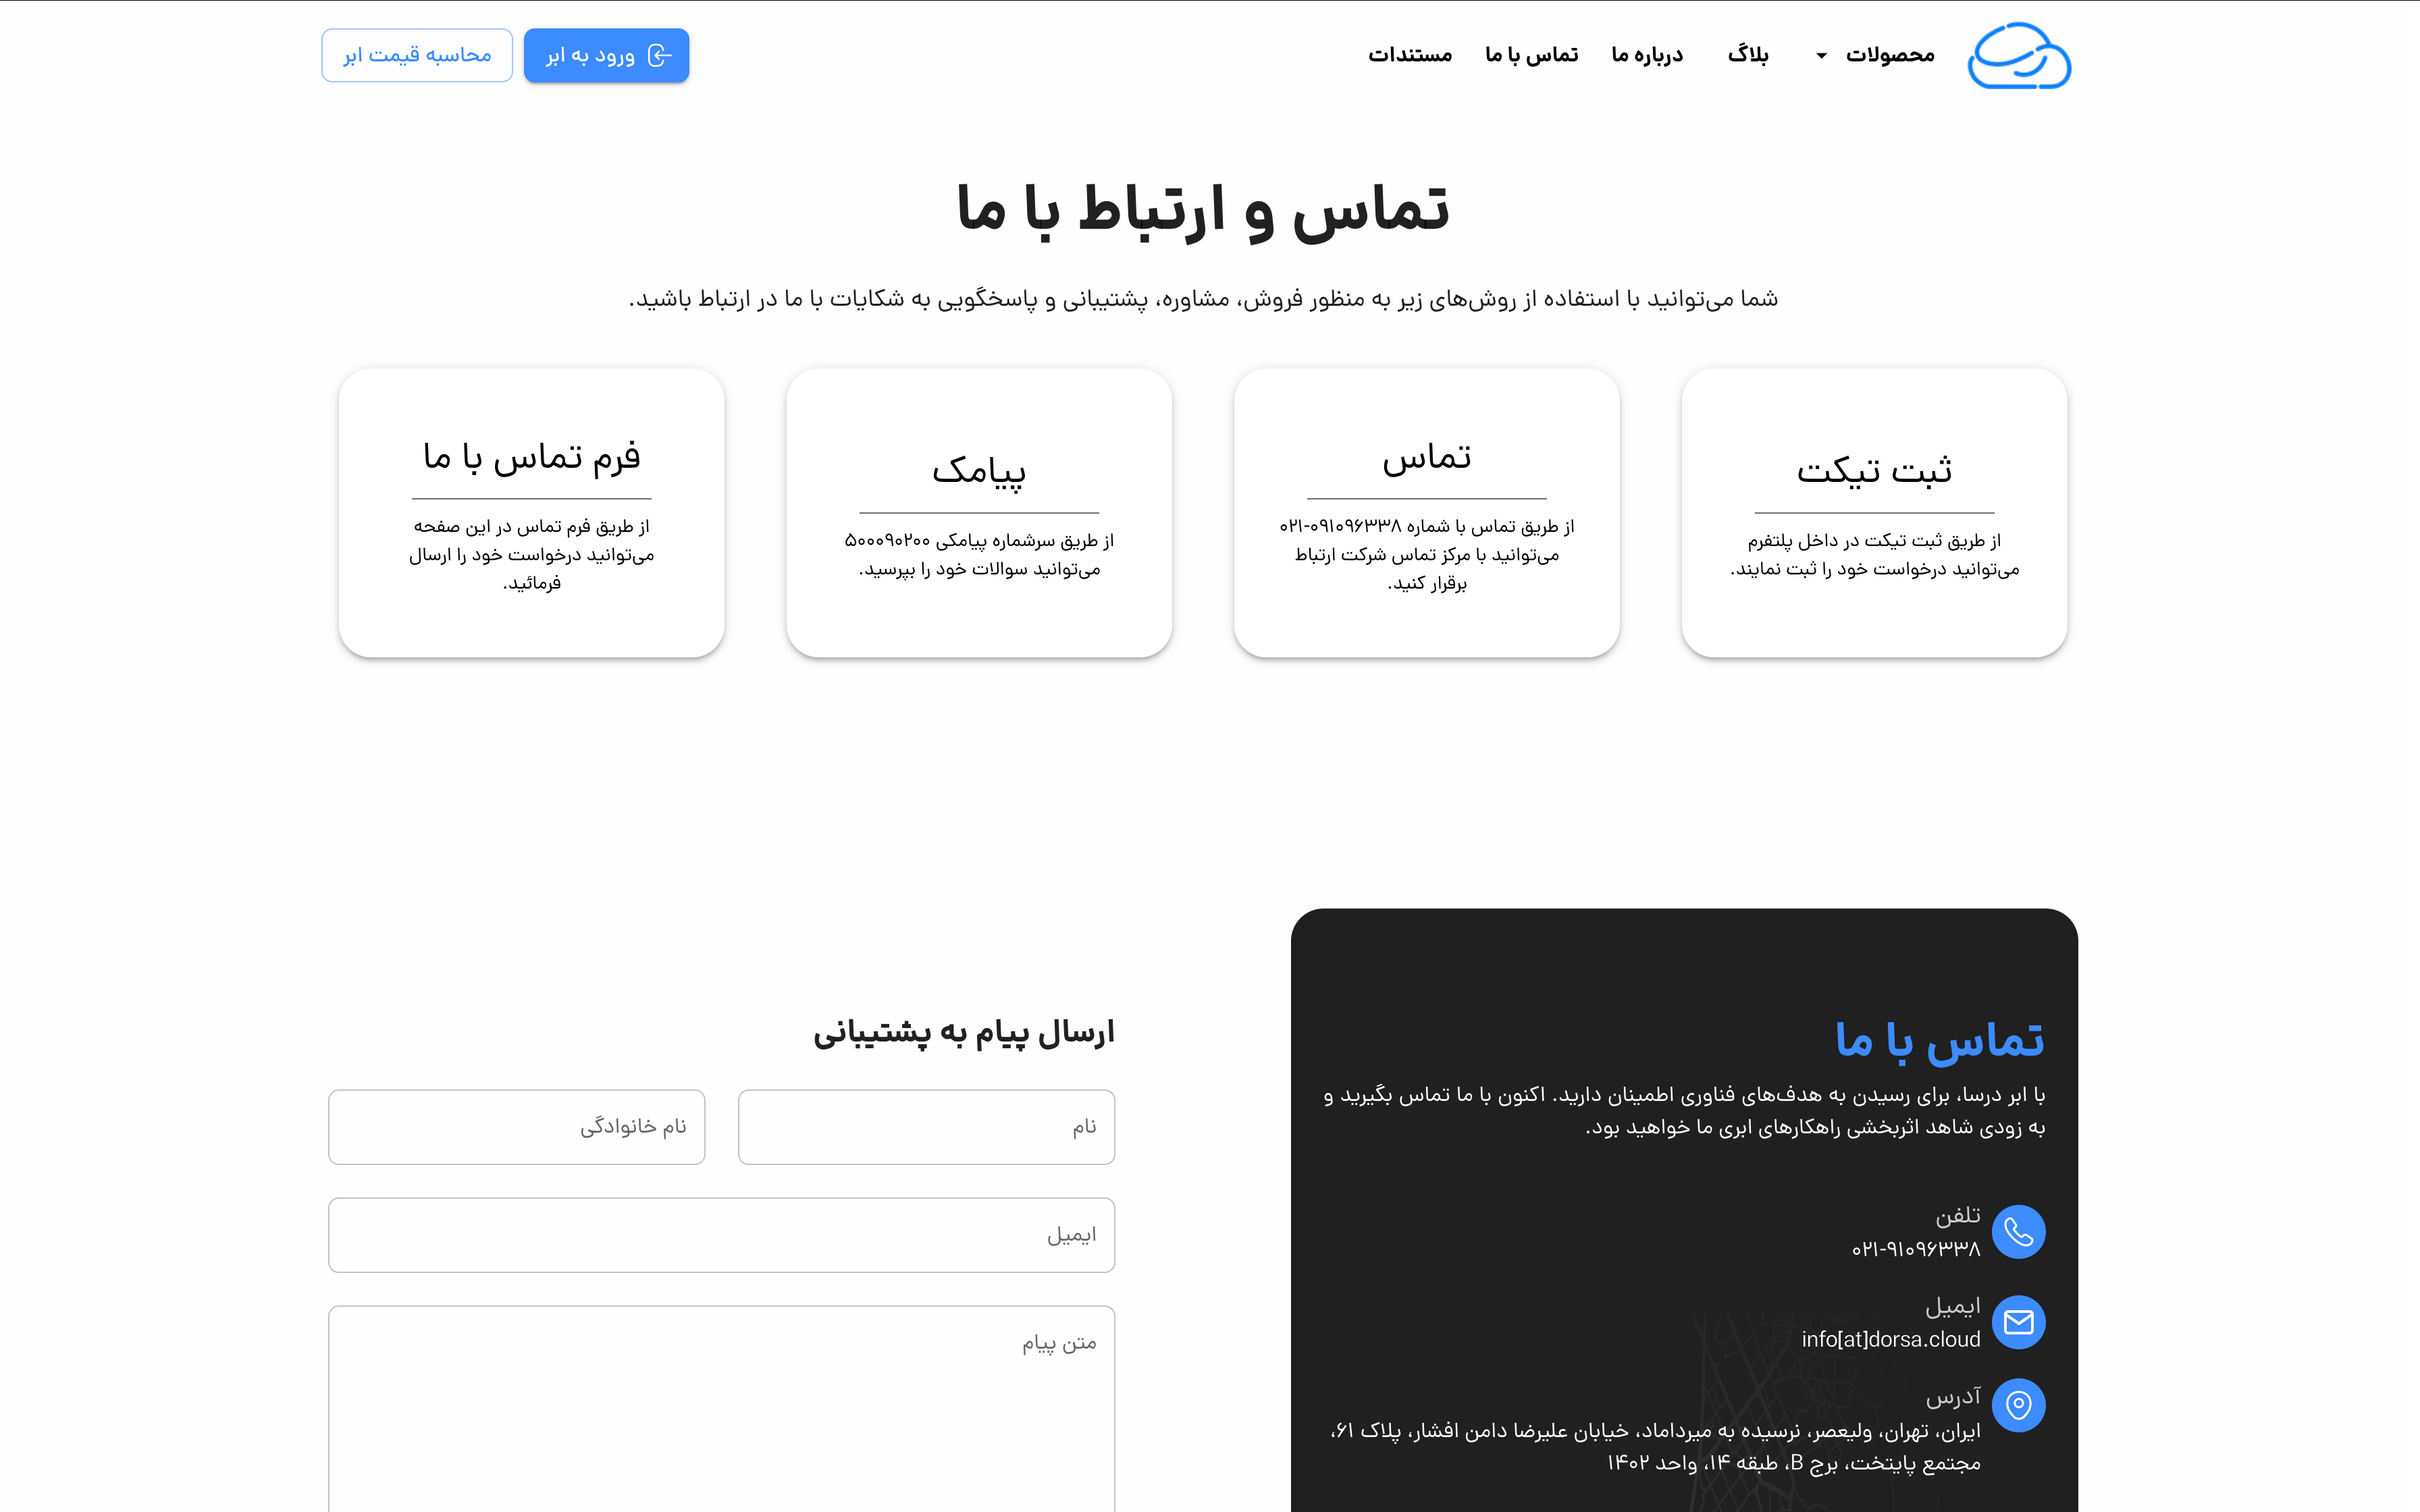 محصولات
بلاگ
درباره ما
تماس با ما
مستندات
ورود به ابر
محاسبه قیمت ابر
تماس و ارتباط با ما
شما می‌توانید با استفاده از روش‌های زیر به منظور فروش، مشاوره، پشتیبانی و پاسخگویی به شکایات با ما در ارتباط باشید.
ثبت تیکت
از طریق ثبت تیکت در داخل پلتفرم
می‌توانید درخواست خود را ثبت نمایند.
تماس
از طریق تماس با شماره ۰۹۱۰۹۶۳۳۸-۰۲۱
می‌توانید با مرکز تماس شرکت ارتباط
برقرار کنید.
پیامک
از طریق سرشماره پیامکی ۵۰۰۰۹۰۲۰۰
می‌توانید سوالات خود را بپرسید.
فرم تماس با ما
از طریق فرم تماس در این صفحه
می‌توانید درخواست خود را ارسال
فرمائید.
تماس با ما
با ابر درسا، برای رسیدن به هدف‌های فناوری اطمینان دارید. اکنون با ما تماس بگیرید و
به زودی شاهد اثربخشی راهکارهای ابری ما خواهید بود.
تلفن
۰۲۱-۹۱۰۹۶۳۳۸
ایمیل
info[at]dorsa.cloud
آدرس
ایران، تهران، ولیعصر، نرسیده به میرداماد، خیابان علیرضا دامن افشار، پلاک ۶۱،
مجتمع پایتخت، برج B، طبقه ۱۴، واحد ۱۴۰۲
ارسال پیام به پشتیبانی
نام
نام خانوادگی
ایمیل
متن پیام